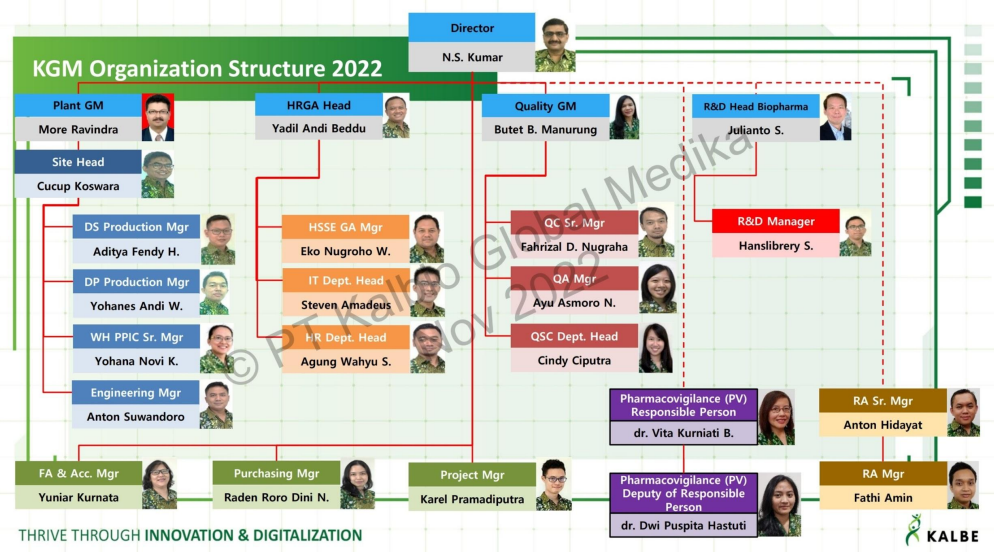 Director
N.S. Kumar
KGM Organization Structure 2022
Plant GM
More Ravindra
HRGA Head
Yadil Andi Beddu
Quality GM
Butet B. Manurung
R&D Head Biopharma
Julianto S.
Site Head
Cucup Koswara
DS Production Mgr
Aditya Fendy H.
HSSE GA Mgr
Eko Nugroho W.
QC Sr. Mgr
Fahrizal D. Nugraha
R&D Manager
Hanslibrery S.
DP Production Mgr
Yohanes Andi W.
IT Dept. Head
Steven Amadeus
QA Mgr
Ayu Asmoro N.
WH PPIC Sr. Mgr
Yohana Novi K.
HR Dept. Head
Agung Wahyu S.
QSC Dept. Head
Cindy Ciputra
Engineering Mgr
Anton Suwandoro
Pharmacovigilance (PV)
Responsible Person
dr. Vita Kurniati B.
RA Sr. Mgr
Anton Hidayat
FA & Acc. Mgr
Yuniar Kurnata
Purchasing Mgr
Raden Roro Dini N.
Project Mgr
Karel Pramadiputra
Pharmacovigilance (PV)
Deputy of Responsible
Person
dr. Dwi Puspita Hastuti
RA Mgr
Fathi Amin
© PT Kalbio Global Medika
Nov 2022
THRIVE THROUGH INNOVATION & DIGITALIZATION
KALBE